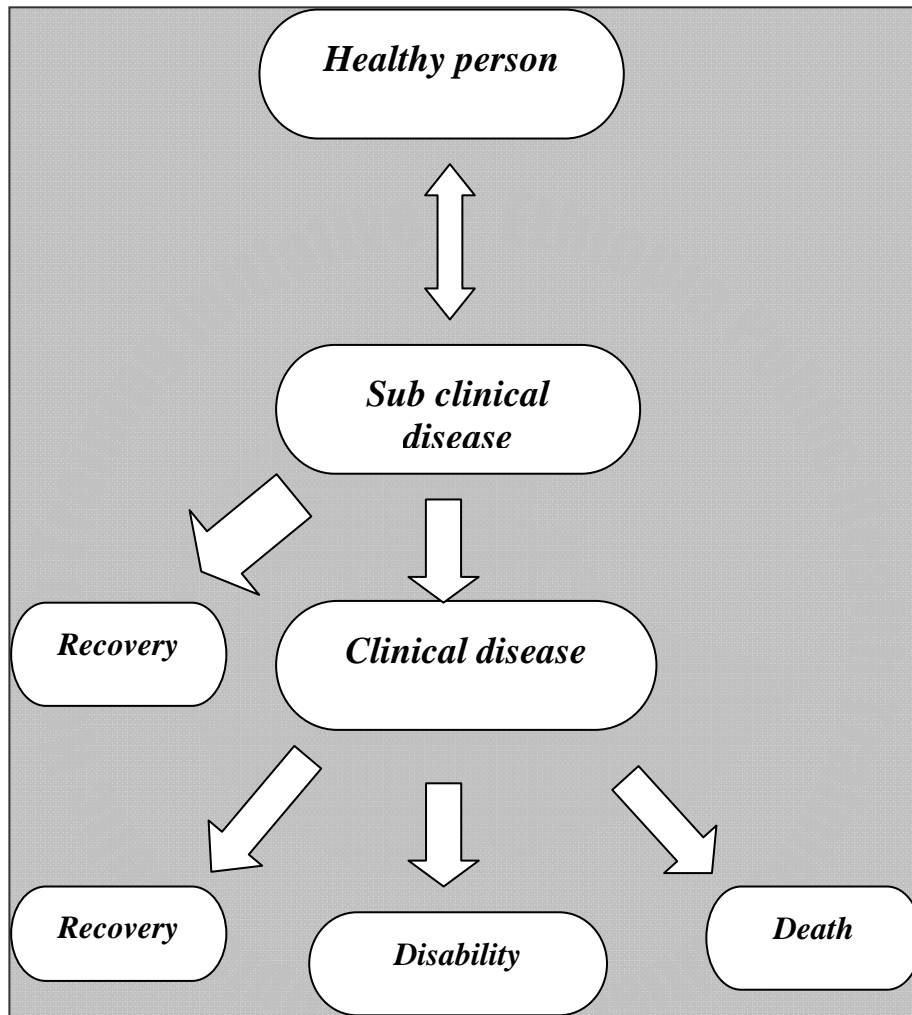 Healthy person
Sub clinical
disease
Recovery
Clinical disease
Recovery
Disability
Death